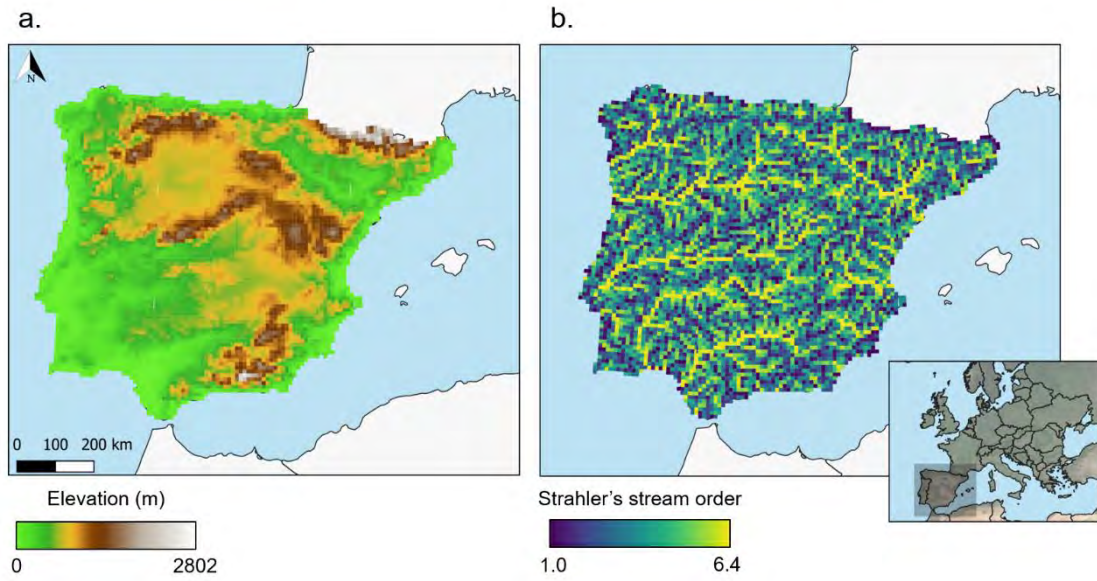 a.
b.
N
0 100 200 km
Elevation (m)
0 2802
Strahler's stream order
1.0 6.4